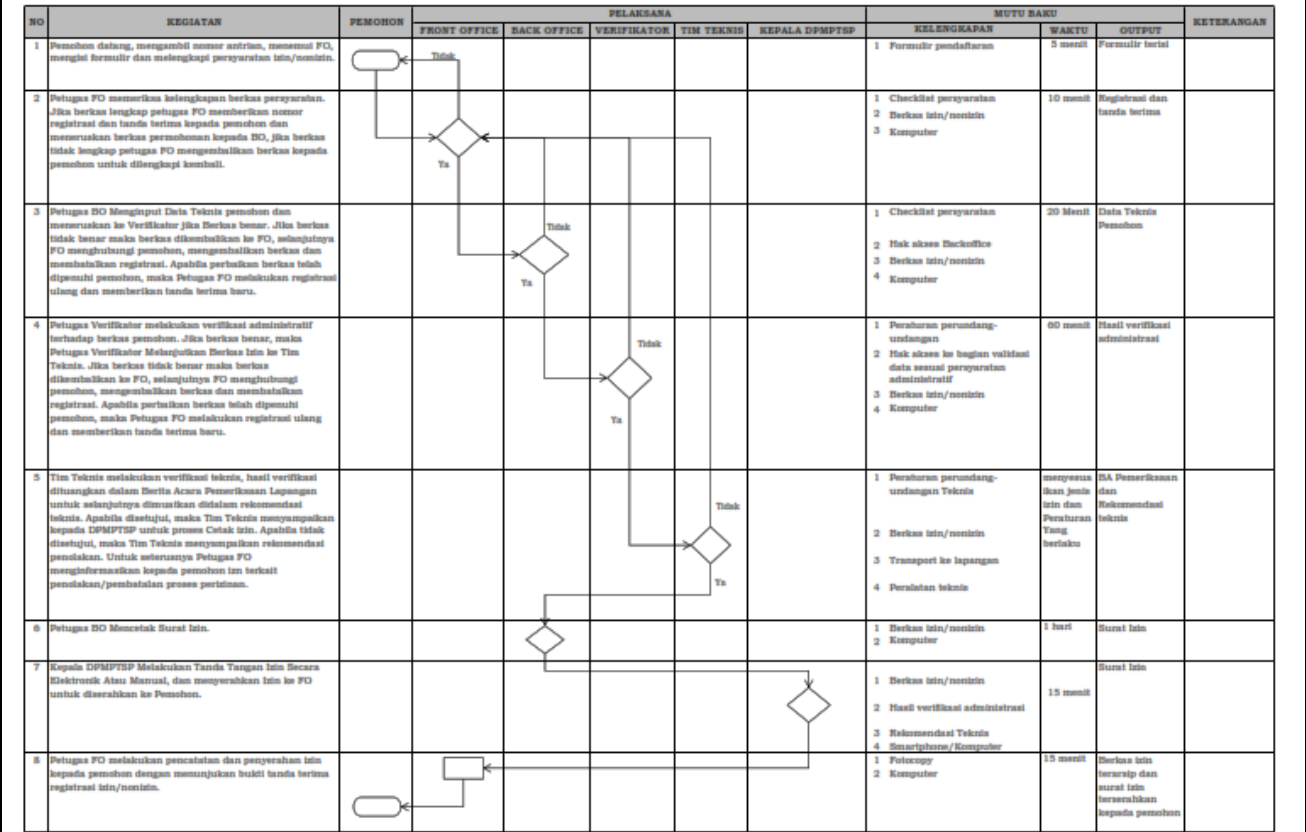 NO KEGIATAN PEMOHON PELAKSANA MUTU BAKU KETERANGAN
FRONT OFFICE BACK OFFICE VERIFIKATOR TIM TEKNIS KEPALA DPMPTSP KELENGKAPAN WAKTU OUTPUT
1 Pemohon datang, mengambil nomor antrian, menemui FO,
mengisi formulir dan melengkapi persyaratan izin/nonizin.
Tidak
1 Formulir pendaftaran
5 menit
Formulir terisi
2 Petugas FO memeriksa kelengkapan berkas persyaratan.
Jika berkas lengkap petugas FO memberikan nomor
registrasi dan tanda terima kepada pemohon dan
meneruskan berkas permohonan kepada BO, jika berkas
tidak lengkap petugas FO mengembalikan berkas kepada
pemohon untuk dilengkapi kembali.
Ya
1 Checklist persyaratan
2 Berkas izin/nonizin
3 Komputer
10 menit
Registrasi dan
tanda terima
3 Petugas BO Menginput Data Teknis pemohon dan
meneruskan ke Verifikator jika Berkas benar. Jika berkas
tidak benar maka berkas dikembalikan ke FO, selanjutnya
FO menghubungi pemohon, mengembalikan berkas dan
membatalkan registrasi. Apabila perbaikan berkas telah
dipenuhi pemohon, maka Petugas FO melakukan registrasi
ulang dan memberikan tanda terima baru.
Tidak
Ya
1 Checklist persyaratan
2 Hak akses Backoffice
3 Berkas izin/nonizin
4 Komputer
20 Menit
Data Teknis
Pemohon
4 Petugas Verifikator melakukan verifikasi administratif
terhadap berkas pemohon. Jika berkas benar, maka
Petugas Verifikator Melanjutkan Berkas Izin ke Tim
Teknis. Jika berkas tidak benar maka berkas
dikembalikan ke FO, selanjutnya FO menghubungi
pemohon, mengembalikan berkas dan membatalkan
registrasi. Apabila perbaikan berkas telah dipenuhi
pemohon, maka Petugas FO melakukan registrasi ulang
dan memberikan tanda terima baru.
Tidak
Ya
1 Peraturan perundang-
undangan
2 Hak akses ke bagian validasi
data sesuai persyaratan
administratif
3 Berkas izin/nonizin
4 Komputer
60 menit
Hasil verifikasi
administrasi
5 Tim Teknis melakukan verifikasi teknis, hasil verifikasi
dituangkan dalam Berita Acara Pemeriksaan Lapangan
untuk selanjutnya dimuatkan didalam rekomendasi
teknis. Apabila disetujui, maka Tim Teknis menyampaikan
kepada DPMPTSP untuk proses Cetak izin. Apabila tidak
disetujui, maka Tim Teknis menyampaikan rekomendasi
penolakan. Untuk seterusnya Petugas FO
menginformasikan kepada pemohon izn terkait
penolakan/pembatalan proses perizinan.
Tidak
Ya
1 Peraturan perundang-
undangan Teknis
2 Berkas izin/nonizin
3 Transport ke lapangan
4 Peralatan teknis
menyesua
ikan jenis
izin dan
Peraturan
Yang
berlaku
BA Pemeriksaan
dan
Rekomendasi
teknis
6 Petugas BO Mencetak Surat Izin.
1 Berkas izin/nonizin
2 Komputer
1 hari
Surat Izin
7 Kepala DPMPTSP Melakukan Tanda Tangan Izin Secara
Elektronik Atau Manual, dan menyerahkan Izin ke FO
untuk diserahkan ke Pemohon.
1 Berkas izin/nonizin
2 Hasil verifikasi administrasi
3 Rekomendasi Teknis
4 Smartphone/Komputer
15 menit
Surat Izin
8 Petugas FO melakukan pencatatan dan penyerahan izin
kepada pemohon dengan menunjukan bukti tanda terima
registrasi izin/nonizin.
1 Fotocopy
2 Komputer
15 menit
Berkas izin
terarsip dan
surat izin
terserahkan
kepada pemohon